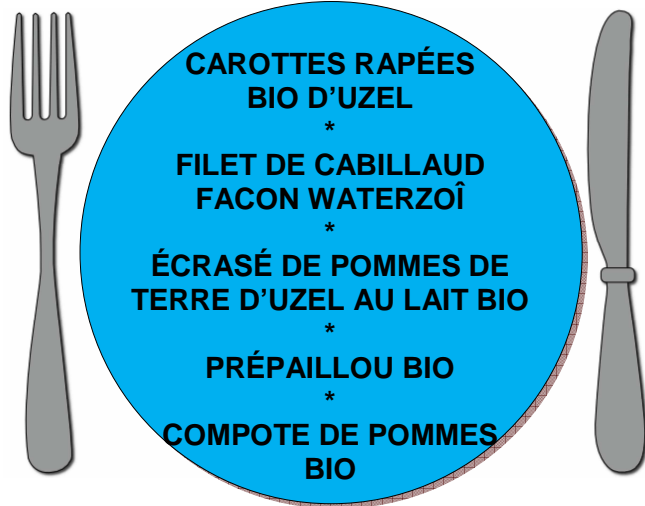 CAROTTES RAPÉES
BIO D'UZEL
*
FILET DE CABILLAUD
FACON WATERZOÎ
*
ÉCRASÉ DE POMMES DE
TERRE D'UZEL AU LAIT BIO
*
PRÉPAILLOU BIO
*
COMPOTE DE POMMES
BIO